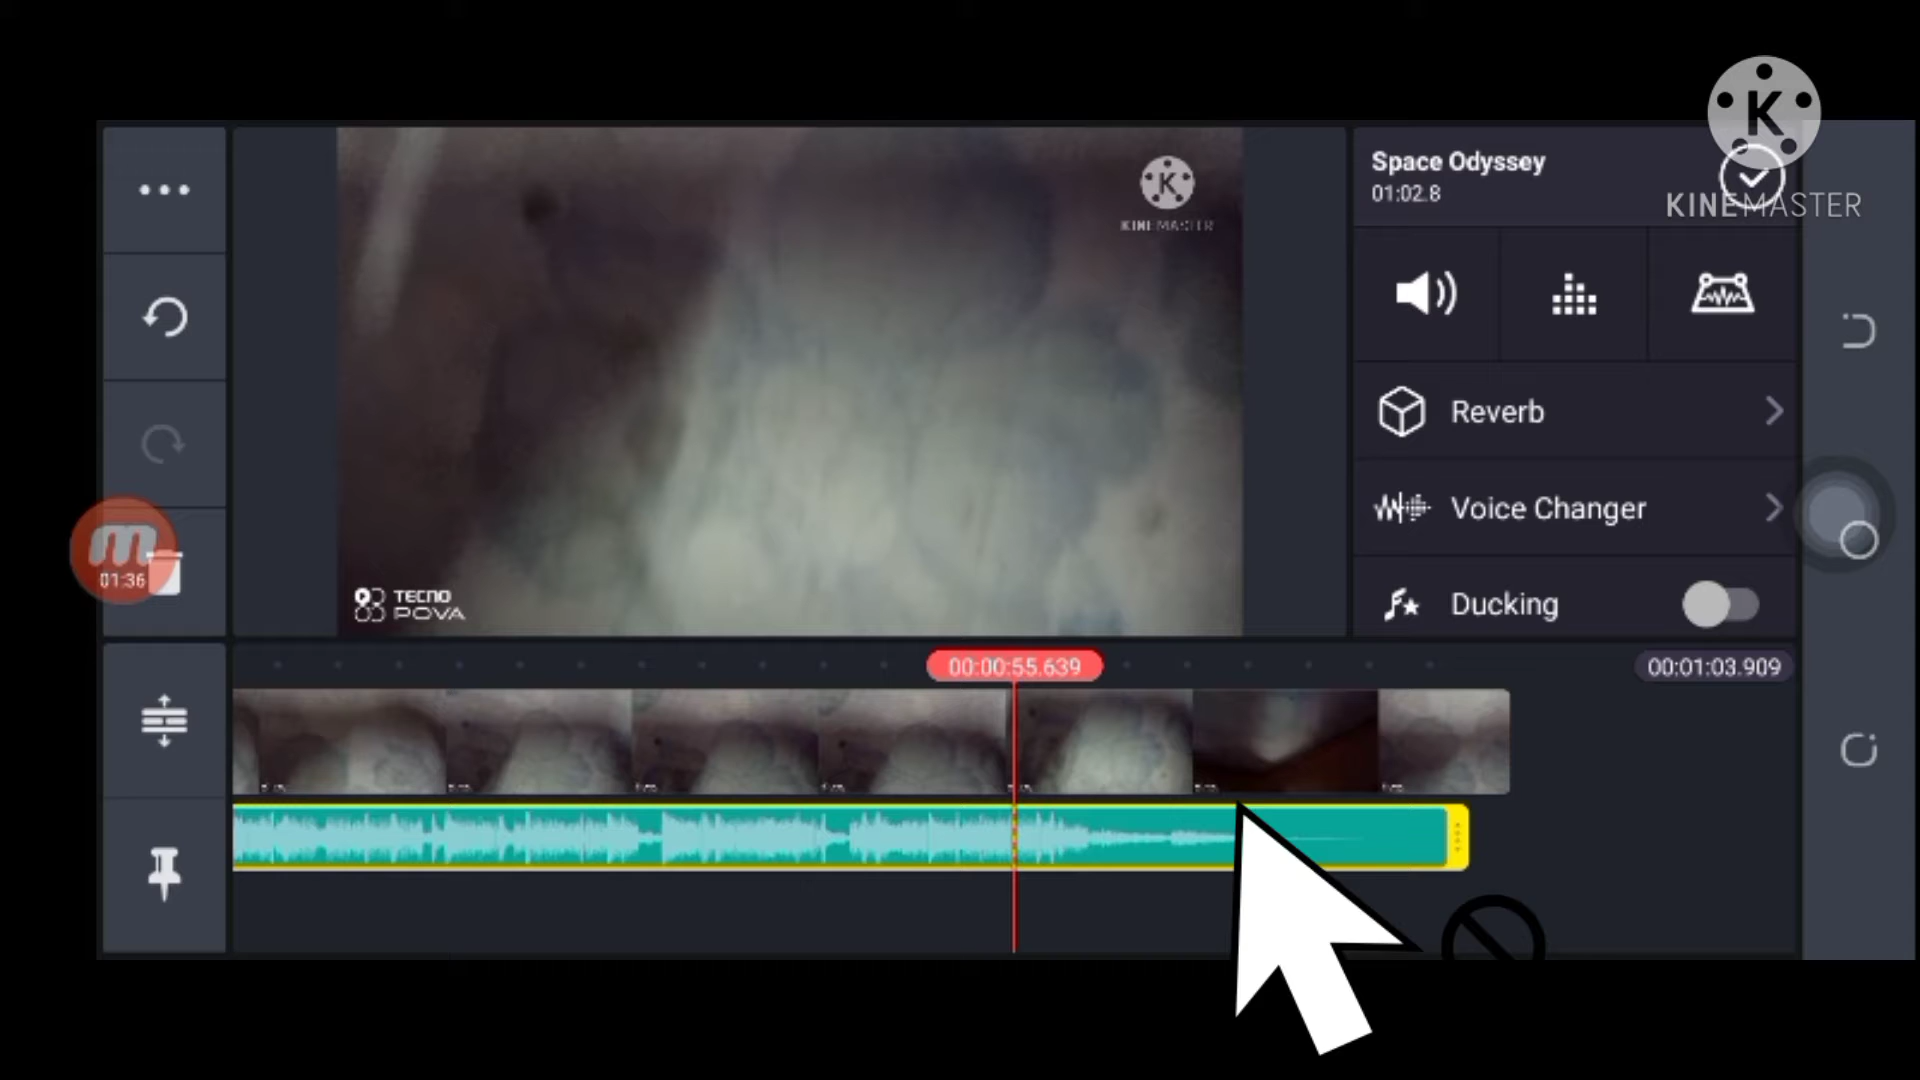 Space Odyssey
01:02.8
KINEMASTER
KINEMASTER
Reverb
Voice Changer
Ducking
01:36
TECNO
POVA
00:00:55.639
00:01:03.909